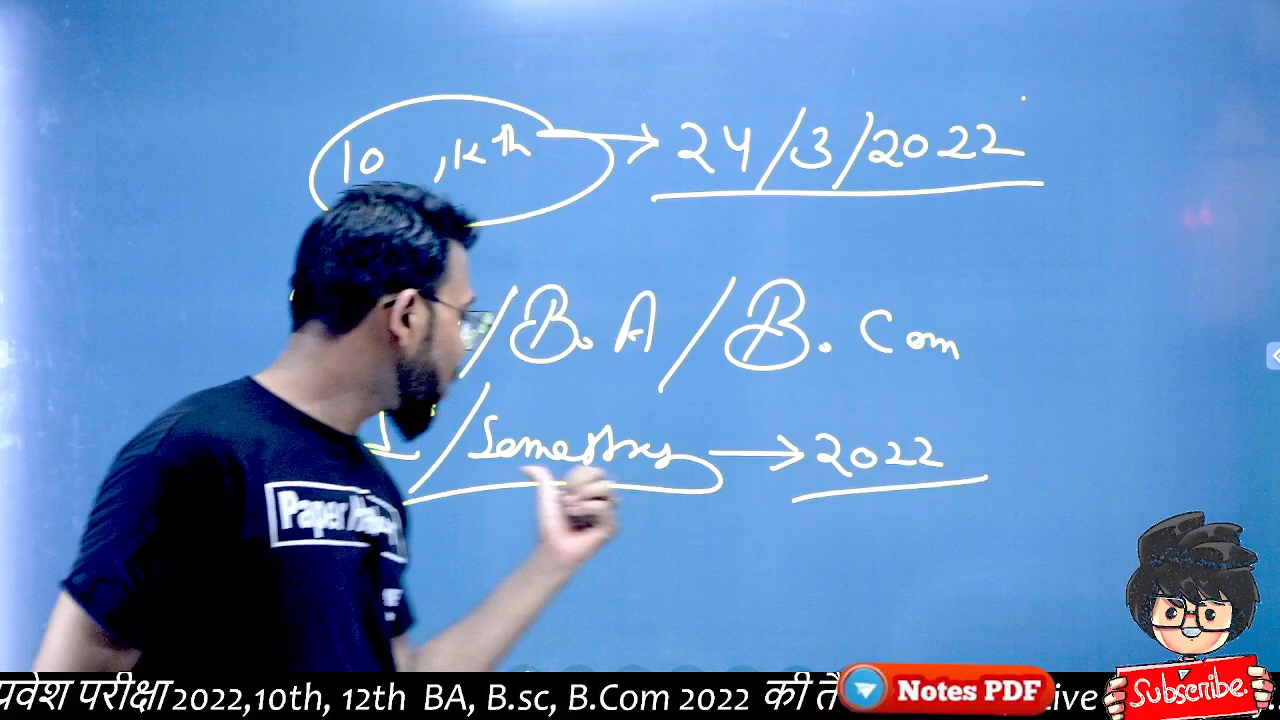 10 , 12th → 24/3/2022
/B.A/B.Com
/Semester → 2022
Paper
प्रवेश परीक्षा 2022,10th, 12th BA, B.sc, B.Com 2022 की
Notes PDF
Subscribe.